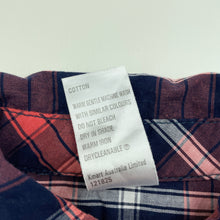 COTTON
WARM GENTLE MACHINE WASH
WITH SIMILAR COLOURS
DO NOT BLEACH
DRY IN SHADE
WARM IRON
DRYCLEANABLE Ⓟ
Kmart Australia Limited
121825